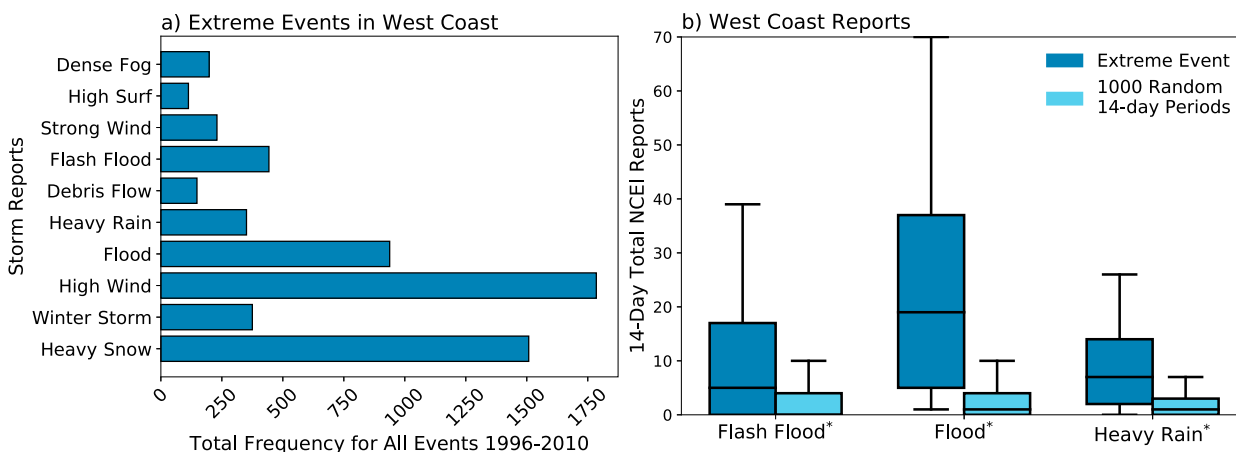 a) Extreme Events in West Coast
Storm Reports
Dense Fog
High Surf
Strong Wind
Flash Flood
Debris Flow
Heavy Rain
Flood
High Wind
Winter Storm
Heavy Snow
0 250 500 750 1000 1250 1500 1750
Total Frequency for All Events 1996-2010
b) West Coast Reports
14-Day Total NCEI Reports
70
60
50
40
30
20
10
0
Extreme Event
1000 Random
14-day Periods
Flash Flood* Flood* Heavy Rain*